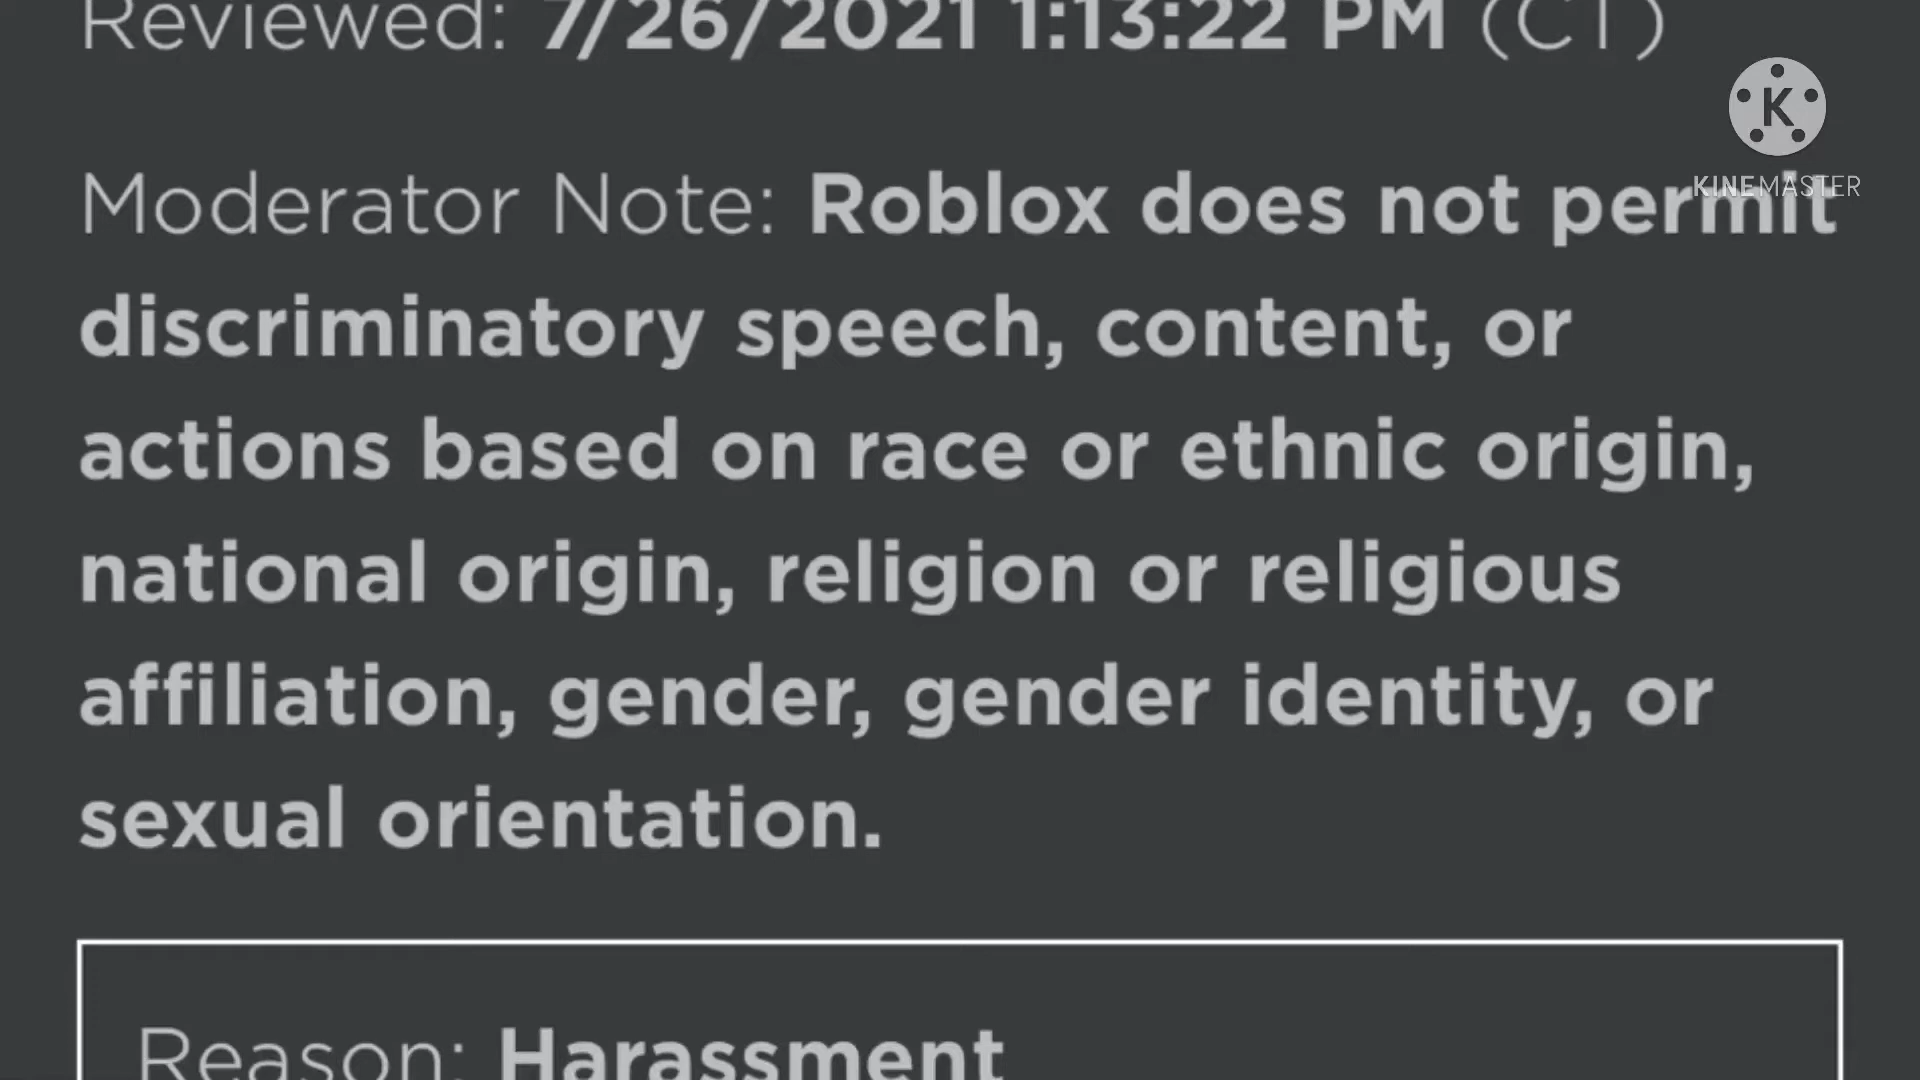 Reviewed: 7/26/2021 1:13:22 PM (CT)
K
KINEMASTER
Moderator Note: Roblox does not permit
discriminatory speech, content, or
actions based on race or ethnic origin,
national origin, religion or religious
affiliation, gender, gender identity, or
sexual orientation.
Reason: Harassment